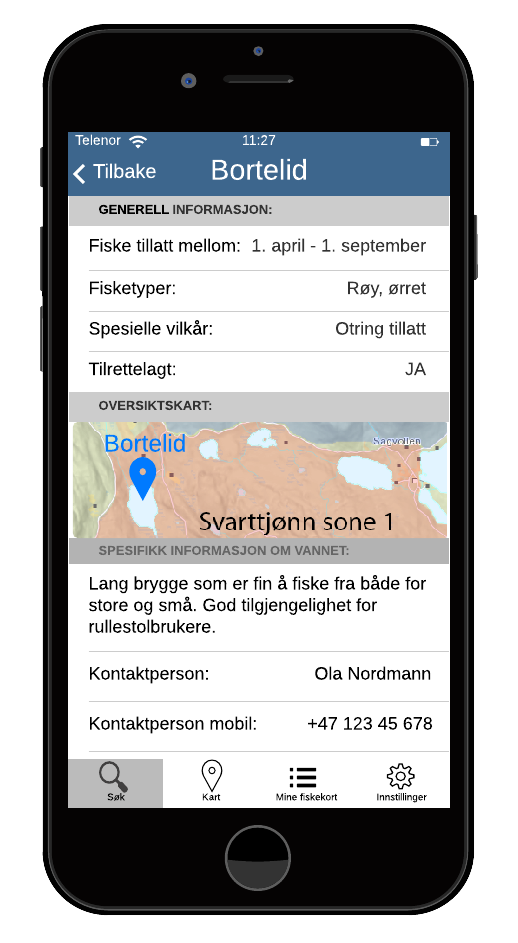 Telenor 11:27
Tilbake Bortelid
GENERELL INFORMASJON:
Fiske tillatt mellom: 1. april - 1. september
Fisketyper: Røy, ørret
Spesielle vilkår: Otring tillatt
Tilrettelagt: JA
OVERSIKTSKART:
Bortelid
Sagvollen
Svarttjønn sone 1
SPESIFIKK INFORMASJON OM VANNET:
Lang brygge som er fin å fiske fra både for
store og små. God tilgjengelighet for
rullestolbrukere.
Kontaktperson: Ola Nordmann
Kontaktperson mobil: +47 123 45 678
Søk Kart Mine fiskekort Innstillinger